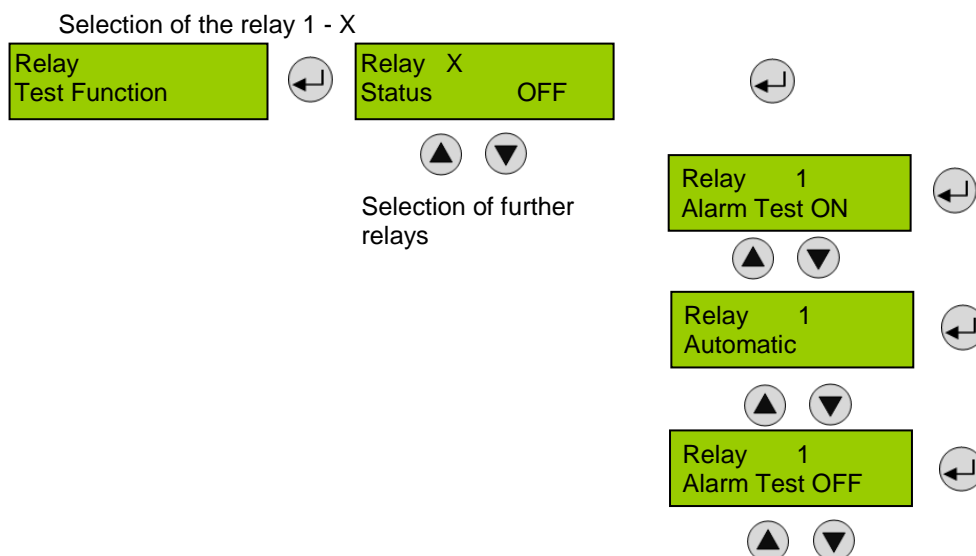 Selection of the relay 1 - X
Relay
Test Function
Relay X
Status OFF
Selection of further
relays
Relay 1
Alarm Test ON
Relay 1
Automatic
Relay 1
Alarm Test OFF